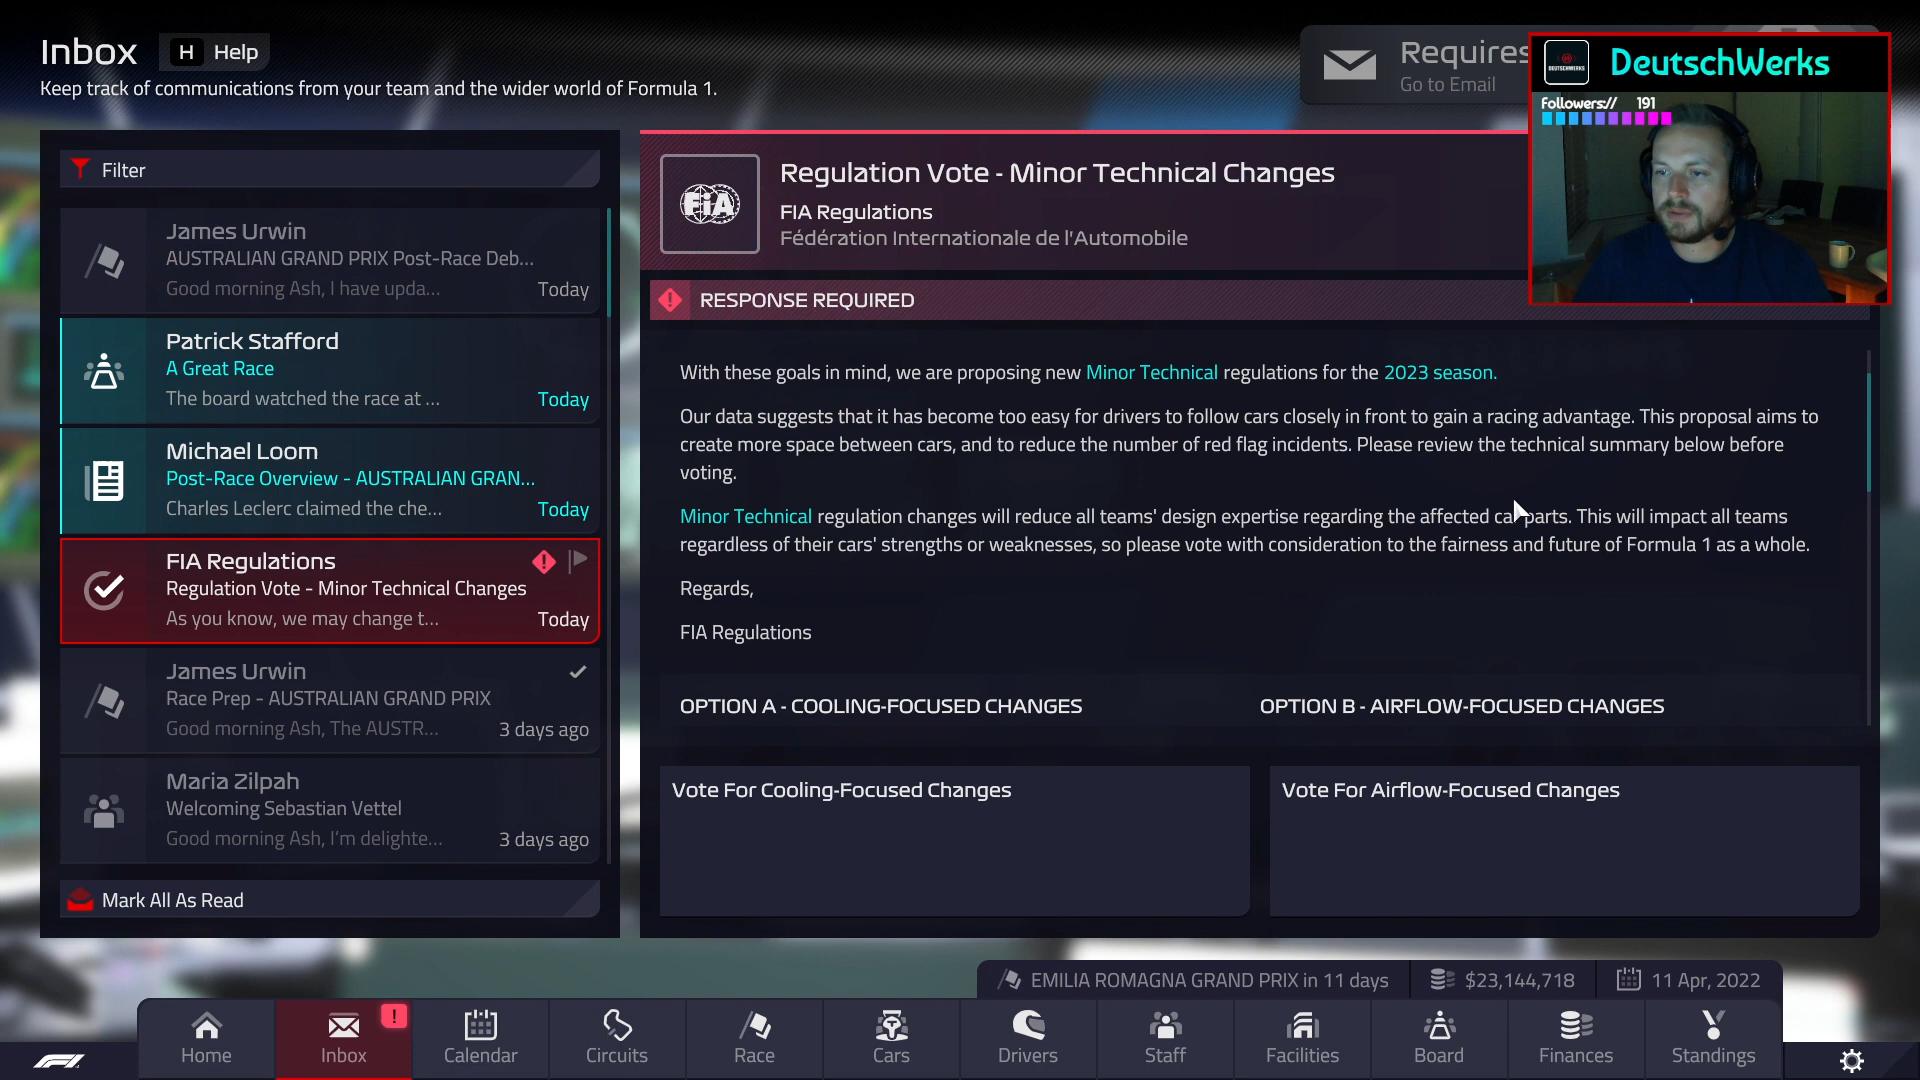 Inbox
H Help
Keep track of communications from your team and the wider world of Formula 1.
Requires
Go to Email
DEUTSCHWERKS
DeutschWerks
Followers// 191
Filter
James Urwin
AUSTRALIAN GRAND PRIX Post-Race Deb...
Good morning Ash, I have upda...
Today
Patrick Stafford
A Great Race
The board watched the race at ...
Today
Michael Loom
Post-Race Overview - AUSTRALIAN GRAN...
Charles Leclerc claimed the che...
Today
FIA Regulations
Regulation Vote - Minor Technical Changes
As you know, we may change t...
Today
James Urwin
Race Prep - AUSTRALIAN GRAND PRIX
Good morning Ash, The AUSTR...
3 days ago
Maria Zilpah
Welcoming Sebastian Vettel
Good morning Ash, I'm delighte...
3 days ago
Mark All As Read
FiA
Regulation Vote - Minor Technical Changes
FIA Regulations
Fédération Internationale de l'Automobile
RESPONSE REQUIRED
With these goals in mind, we are proposing new Minor Technical regulations for the 2023 season.
Our data suggests that it has become too easy for drivers to follow cars closely in front to gain a racing advantage. This proposal aims to
create more space between cars, and to reduce the number of red flag incidents. Please review the technical summary below before
voting.
Minor Technical regulation changes will reduce all teams' design expertise regarding the affected car parts. This will impact all teams
regardless of their cars' strengths or weaknesses, so please vote with consideration to the fairness and future of Formula 1 as a whole.
Regards,
FIA Regulations
OPTION A - COOLING-FOCUSED CHANGES
OPTION B - AIRFLOW-FOCUSED CHANGES
Vote For Cooling-Focused Changes
Vote For Airflow-Focused Changes
EMILIA ROMAGNA GRAND PRIX in 11 days
$23,144,718
11 Apr, 2022
Home
Inbox
!
Calendar
Circuits
Race
Cars
Drivers
Staff
Facilities
Board
Finances
Standings